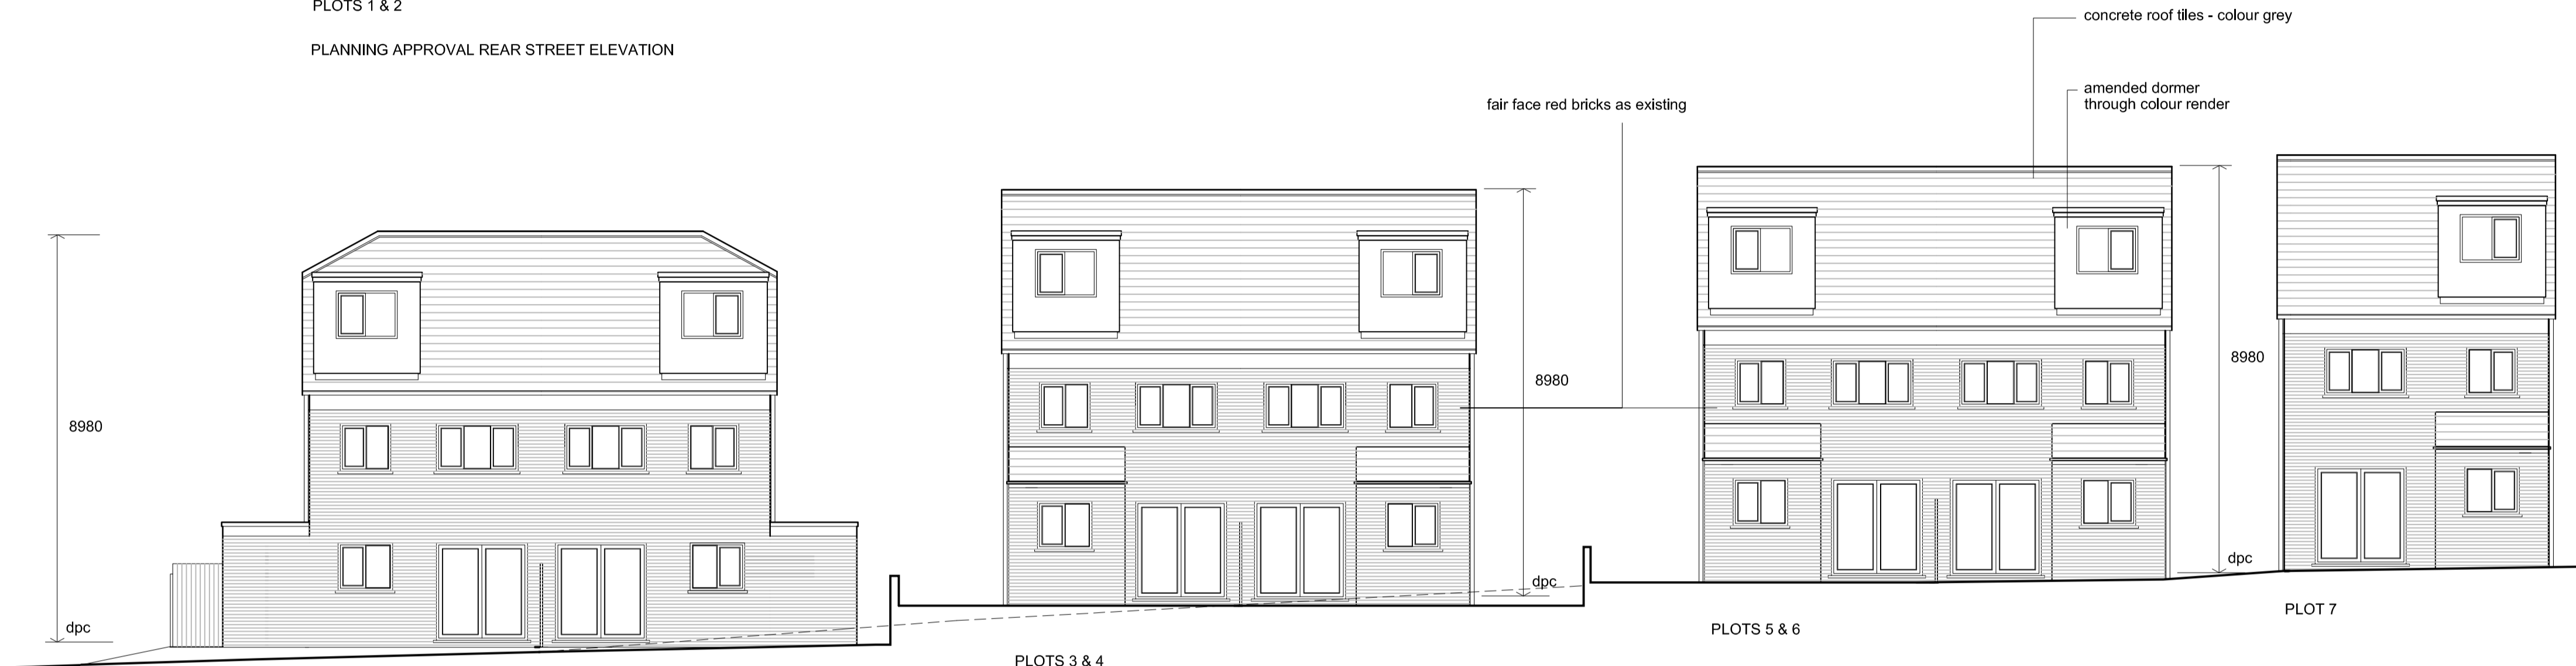 PLOTS 1 & 2
PLANNING APPROVAL REAR STREET ELEVATION
concrete roof tiles - colour grey
amended dormer
through colour render
fair face red bricks as existing
8980
8980
8980
dpc
dpc
dpc
PLOT 7
PLOTS 5 & 6
PLOTS 3 & 4